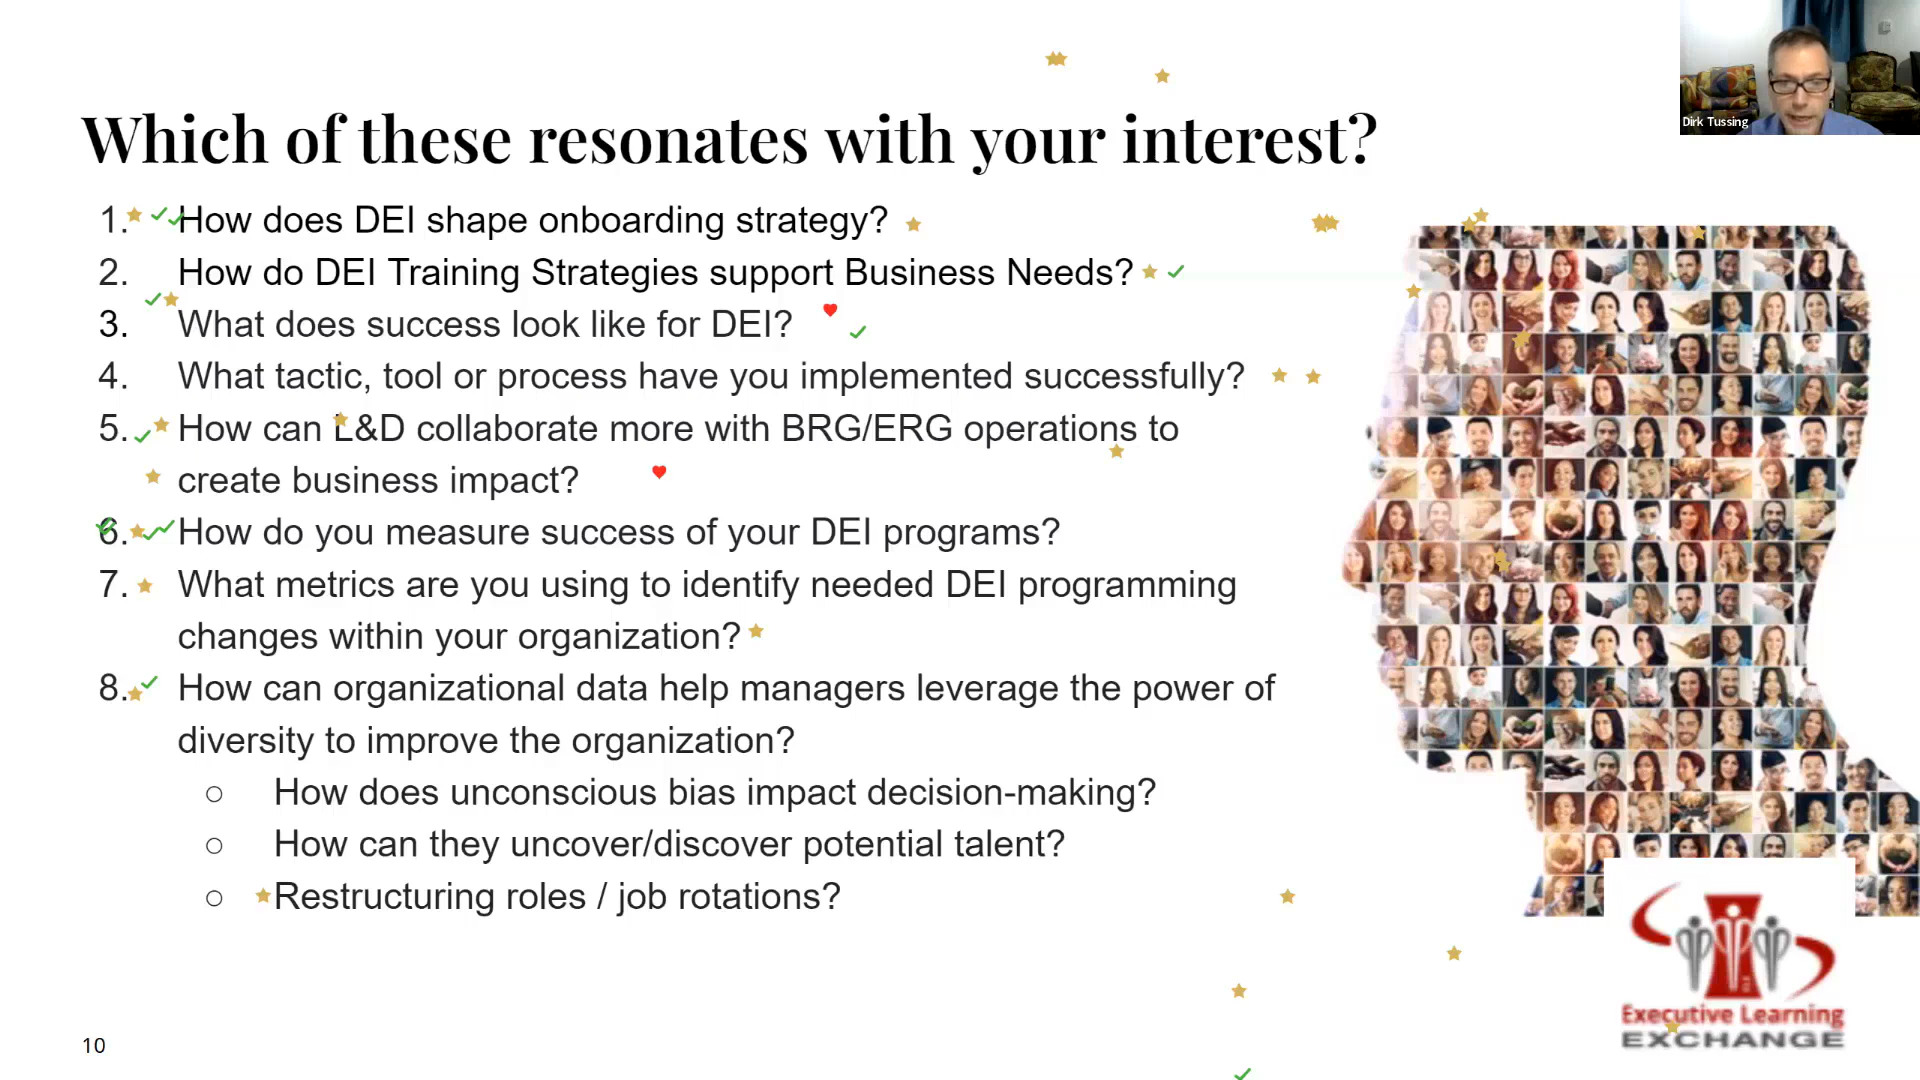 Dirk Tussing
Which of these resonates with your interest?
1. How does DEI shape onboarding strategy?
2. How do DEI Training Strategies support Business Needs?
3. What does success look like for DEI?
4. What tactic, tool or process have you implemented successfully?
5. How can L&D collaborate more with BRG/ERG operations to
create business impact?
6. How do you measure success of your DEI programs?
7. What metrics are you using to identify needed DEI programming
changes within your organization?
8. How can organizational data help managers leverage the power of
diversity to improve the organization?
○ How does unconscious bias impact decision-making?
○ How can they uncover/discover potential talent?
○ Restructuring roles / job rotations?
Executive Learning
EXCHANGE
10